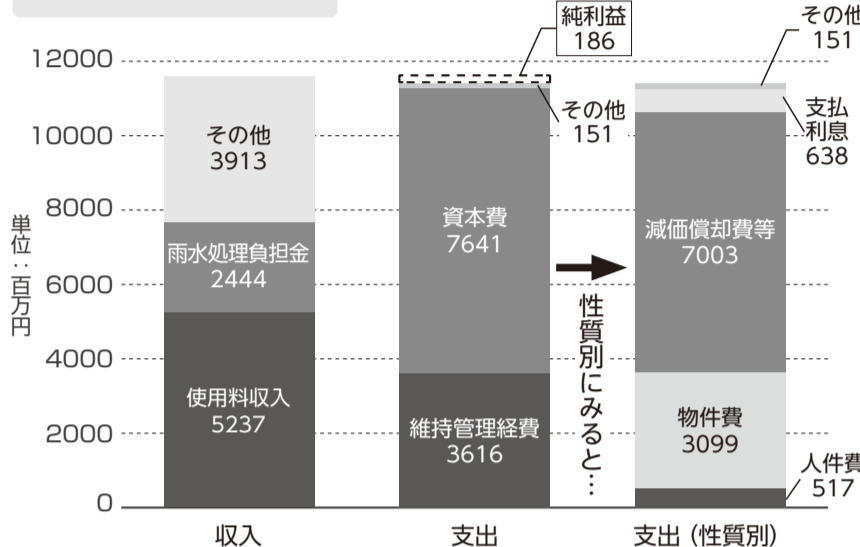 純利益
186
その他
151
12000
10000
8000
6000
4000
2000
0
単位：百万円
その他
3913
雨水処理負担金
2444
使用料収入
5237
その他
151
資本費
7641
維持管理経費
3616
性質別にみると…
支払
利息
638
減価償却費等
7003
物件費
3099
人件費
517
収入
支出
支出（性質別）